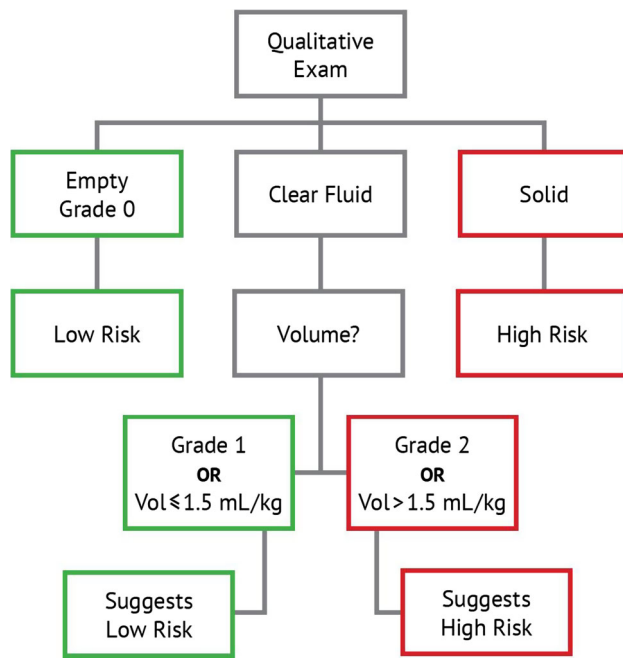 Qualitative
Exam
Empty
Grade 0
Clear Fluid
Solid
Low Risk
Volume?
High Risk
Grade 1
OR
Vol⩽1.5 mL/kg
Grade 2
OR
Vol>1.5 mL/kg
Suggests
Low Risk
Suggests
High Risk